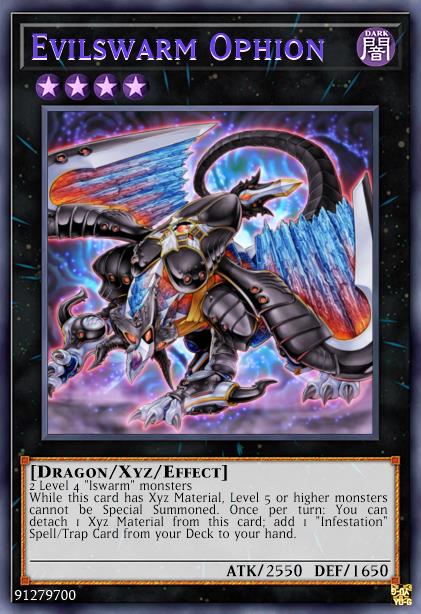 Evilswarm Ophion
DARK
闇
[Dragon/Xyz/Effect]
2 Level 4 "lswarm" monsters
While this card has Xyz Material, Level 5 or higher monsters
cannot be Special Summoned. Once per turn: You can
detach 1 Xyz Material from this card; add 1 "Infestation"
Spell/Trap Card from your Deck to your hand.
ATK/2550 DEF/1650
91279700